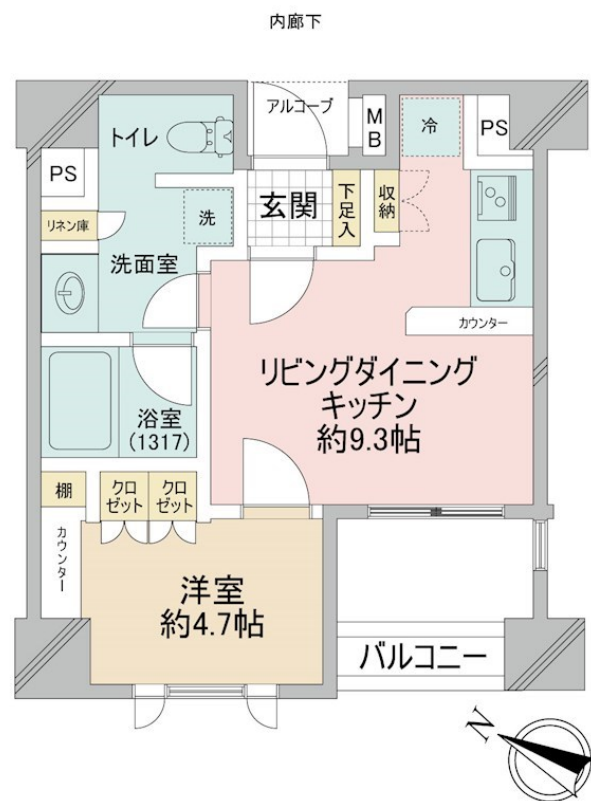 内廊下
アルコーブ
MB
冷
PS
トイレ
PS
リネン庫
洗
玄関
下足入
収納
洗面室
カウンター
リビングダイニング
キッチン
約9.3帖
浴室
(1317)
棚
クロ
ゼット
クロ
ゼット
カウンター
洋室
約4.7帖
バルコニー
N